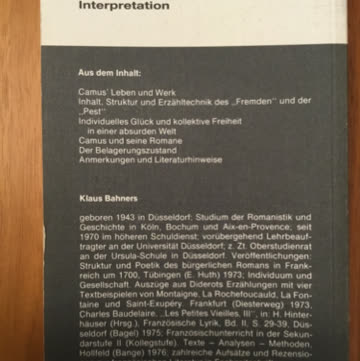 Interpretation
Aus dem Inhalt:
Camus' Leben und Werk
Inhalt, Struktur und Erzähltechnik des „Fremden" und der
„Pest"
Individuelles Glück und kollektive Freiheit
in einer absurden Welt
Camus und seine Romane
Der Belagerungszustand
Anmerkungen und Literaturhinweise
Klaus Bahners
geboren 1943 in Düsseldorf; Studium der Romanistik und
Geschichte in Köln, Bochum und Aix-en-Provence; seit
1970 im höheren Schuldienst; vorübergehend Lehrbeauf-
tragter an der Universität Düsseldorf; z. Zt. Oberstudienrat
an der Ursula-Schule in Düsseldorf. Veröffentlichungen:
Struktur und Poetik des bürgerlichen Romans in Frank-
reich um 1700, Tübingen (E. Huth) 1973; Individuum und
Gesellschaft. Auszüge aus Diderots Erzählungen mit vier
Textbeispielen von Montaigne, La Rochefoucauld, La Fon-
taine und Saint-Exupéry. Frankfurt (Diesterweg) 1973,
Charles Baudelaire, „Les Petites Vieilles, III", in: H. Hinter-
häuser (Hrsg.), Französische Lyrik, Bd. II, S. 29-39, Düs-
seldorf (Bagel) 1975; Französischunterricht in der Sekun-
darstufe II (Kollegstufe). Texte – Analysen – Methoden,
Hollfeld (Bange) 1976, zahlreiche Aufsätze und Rezensio-